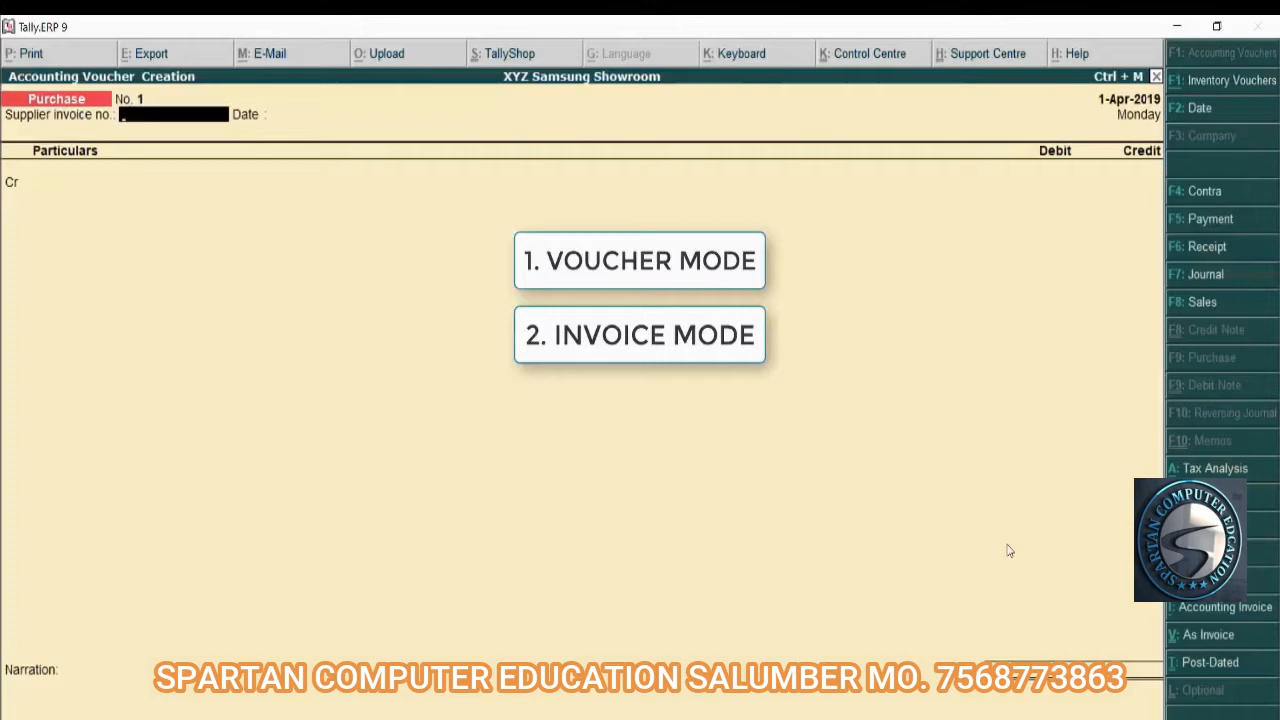 Tally.ERP 9
P: Print E: Export M: E-Mail O: Upload S: TallyShop G: Language K: Keyboard K: Control Centre H: Support Centre H: Help
Accounting Voucher Creation XYZ Samsung Showroom Ctrl + M
Purchase No. 1 1-Apr-2019
Supplier invoice no.: Date : Monday
Particulars Debit Credit
Cr
1. VOUCHER MODE
2. INVOICE MODE
Narration:
F1: Accounting Vouchers
F1: Inventory Vouchers
F2: Date
F3: Company
F4: Contra
F5: Payment
F6: Receipt
F7: Journal
F8: Sales
F8: Credit Note
F9: Purchase
F9: Debit Note
F10: Reversing Journal
F10: Memos
A: Tax Analysis
SPARTAN COMPUTER EDCATION
I: Accounting Invoice
V: As Invoice
T: Post-Dated
L: Optional
SPARTAN COMPUTER EDUCATION SALUMBER MO. 7568773863